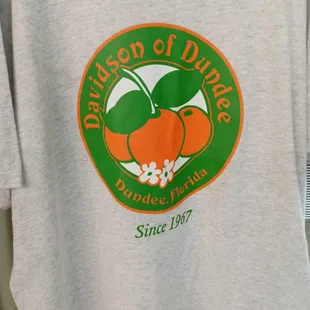 Davidson of Dundee
Dundee, Florida
Since 1967